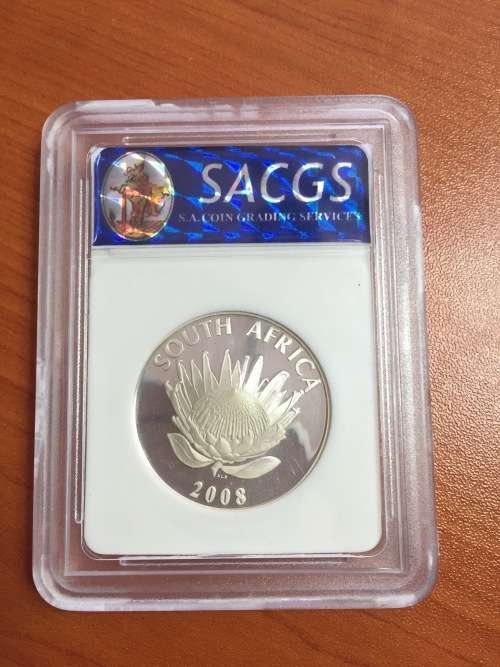 SACGS
S.A. COIN GRADING SERVICES
SOUTH AFRICA
2008